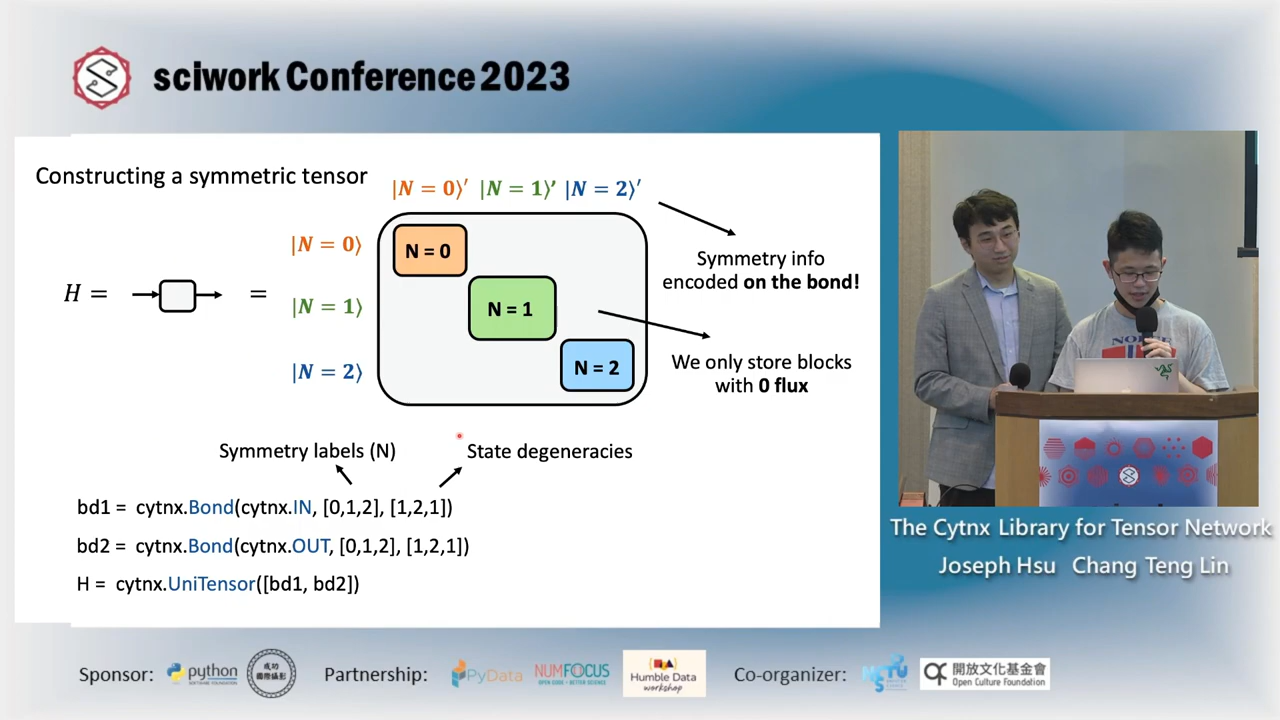 sciwork Conference 2023
Constructing a symmetric tensor
|N = 0⟩′ |N = 1⟩′ |N = 2⟩′
|N = 0⟩
|N = 1⟩
|N = 2⟩
H =
=
N = 0
N = 1
N = 2
Symmetry info
encoded on the bond!
We only store blocks
with 0 flux
Symmetry labels (N)
State degeneracies
bd1 = cytnx.Bond(cytnx.IN, [0,1,2], [1,2,1])
bd2 = cytnx.Bond(cytnx.OUT, [0,1,2], [1,2,1])
H = cytnx.UniTensor([bd1, bd2])
The Cytnx Library for Tensor Network
Joseph Hsu Chang Teng Lin
Sponsor:
python
SOFTWARE FOUNDATION
成功
國際攝影
Partnership:
PyData
NUMFOCUS
OPEN CODE = BETTER SCIENCE
Humble Data
workshop
Co-organizer:
開放文化基金會
Open Culture Foundation